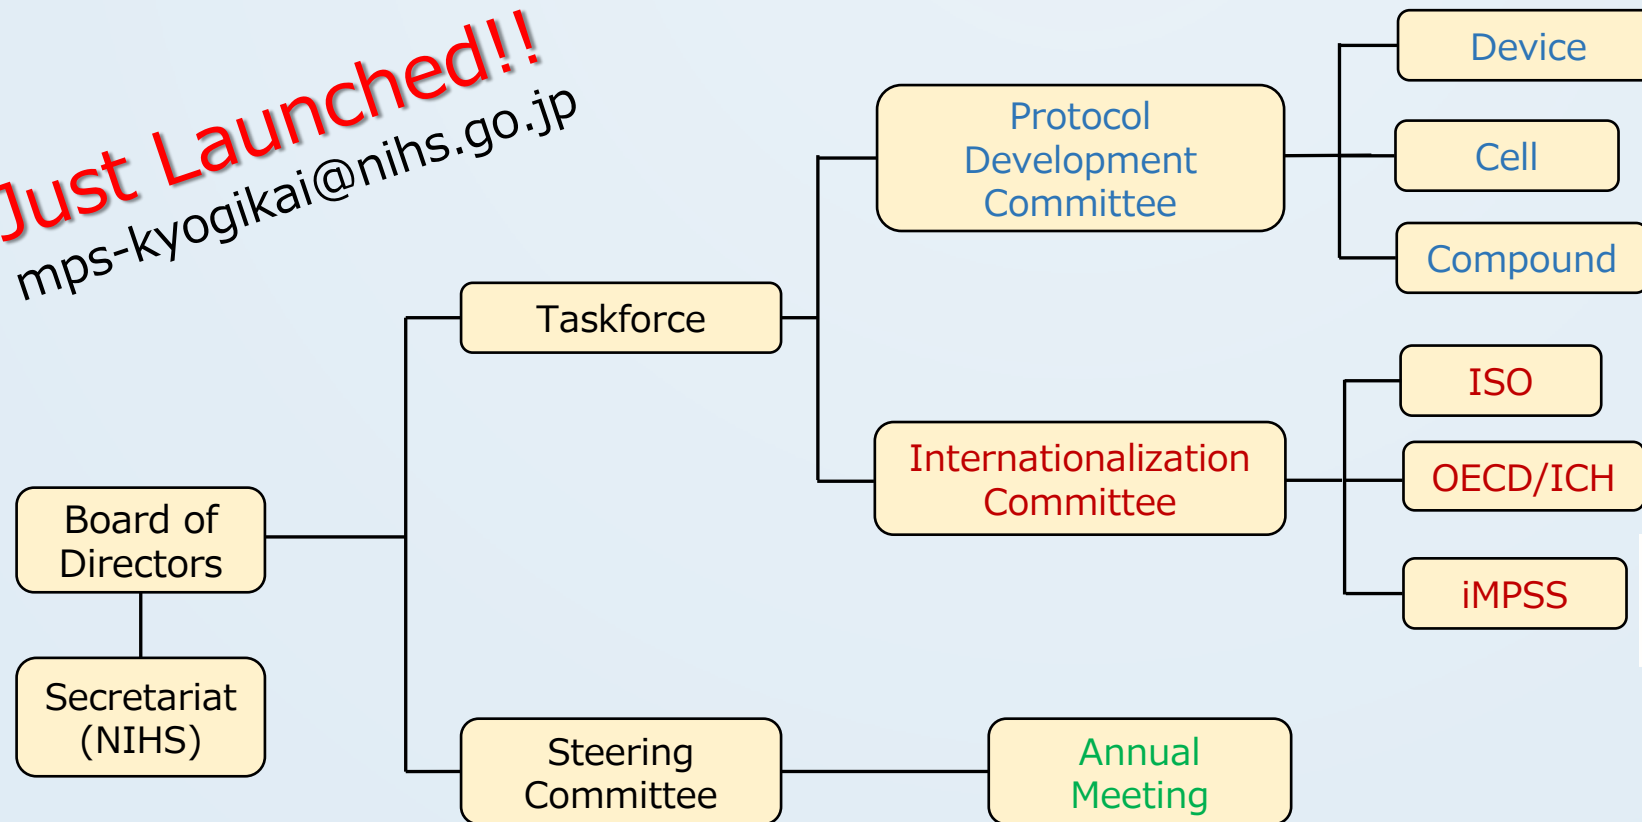 Just Launched!!
mps-kyogikai@nihs.go.jp
Device
Protocol
Development
Committee
Cell
Compound
Taskforce
ISO
Internationalization
Committee
OECD/ICH
iMPSS
Board of
Directors
Secretariat
(NIHS)
Steering
Committee
Annual
Meeting